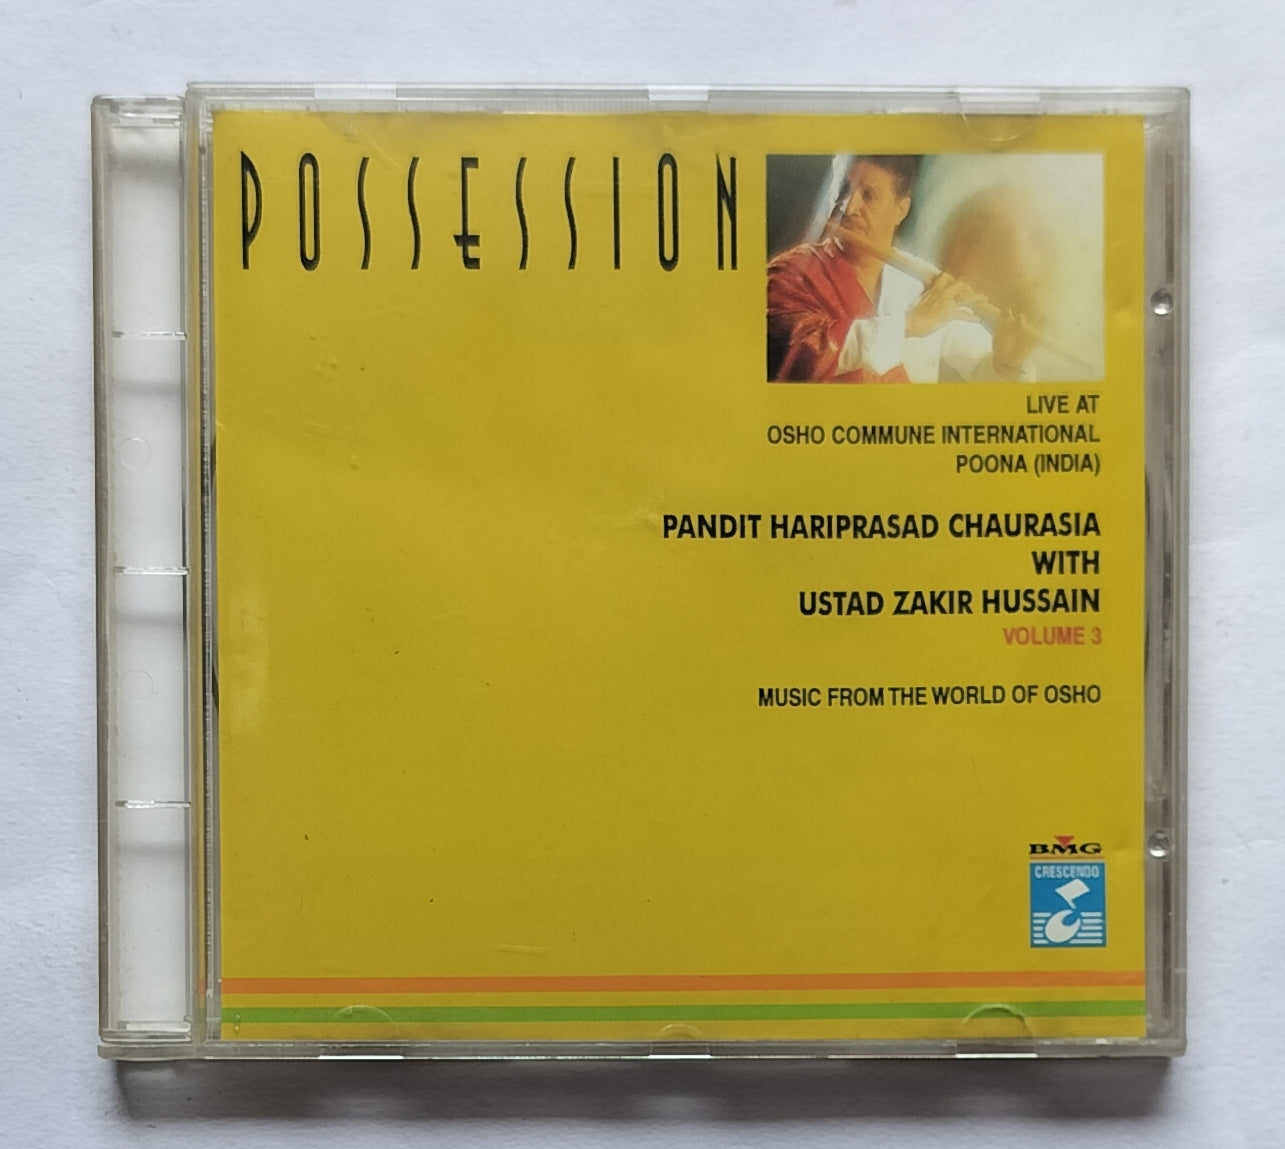 POSSESSION
LIVE AT
OSHO COMMUNE INTERNATIONAL
POONA (INDIA)
PANDIT HARIPRASAD CHAURASIA
WITH
USTAD ZAKIR HUSSAIN
VOLUME 3
MUSIC FROM THE WORLD OF OSHO
BMG
CRESCENDO